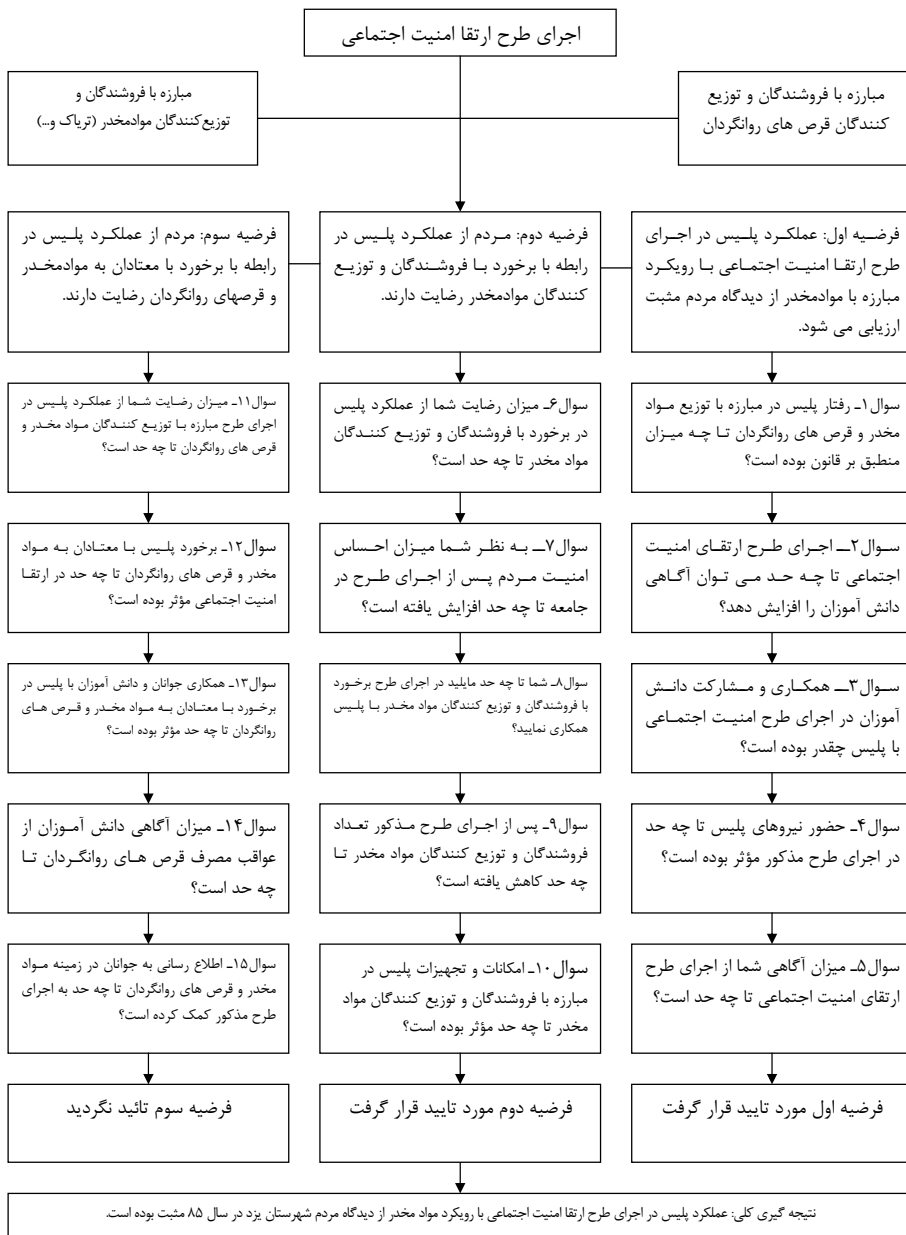 اجرای طرح ارتقا امنیت اجتماعی
مبارزه با فروشندگان و توزیع
کنندگان قرص های روانگردان
مبارزه با فروشندگان و
توزیع‌کنندگان موادمخدر (تریاک و...)
فرضیه اول: عملکرد پلیس در اجرای
طرح ارتقا امنیت اجتماعی با رویکرد
مبارزه با موادمخدر از دیدگاه مردم مثبت
ارزیابی می شود.
فرضیه دوم: مردم از عملکرد پلیس در
رابطه با برخورد با فروشندگان و توزیع
کنندگان موادمخدر رضایت دارند.
فرضیه سوم: مردم از عملکرد پلیس در
رابطه با برخورد با معتادان به موادمخدر
و قرصهای روانگردان رضایت دارند.
سوال۱ـ رفتار پلیس در مبارزه با توزیع مواد
مخدر و قرص های روانگردان تا چه میزان
منطبق بر قانون بوده است؟
سوال۶ـ میزان رضایت شما از عملکرد پلیس
در برخورد با فروشندگان و توزیع کنندگان
مواد مخدر تا چه حد است؟
سوال۱۱ـ میزان رضایت شما از عملکرد پلیس در
اجرای طرح مبارزه با توزیع کنندگان مواد مخدر و
قرص های روانگردان تا چه حد است؟
سوال۲ـ اجرای طرح ارتقای امنیت
اجتماعی تا چه حد می توان آگاهی
دانش آموزان را افزایش دهد؟
سوال۷ـ به نظر شما میزان احساس
امنیت مردم پس از اجرای طرح در
جامعه تا چه حد افزایش یافته است؟
سوال۱۲ـ برخورد پلیس با معتادان به مواد
مخدر و قرص های روانگردان تا چه حد در ارتقا
امنیت اجتماعی مؤثر بوده است؟
سوال۳ـ همکاری و مشارکت دانش
آموزان در اجرای طرح امنیت اجتماعی
با پلیس چقدر بوده است؟
سوال۸ـ شما تا چه حد مایلید در اجرای طرح برخورد
با فروشندگان و توزیع کنندگان مواد مخدر با پلیس
همکاری نمایید؟
سوال۱۳ـ همکاری جوانان و دانش آموزان با پلیس در
برخورد با معتادان به مواد مخدر و قرص های
روانگردان تا چه حد مؤثر بوده است؟
سوال۴ـ حضور نیروهای پلیس تا چه حد
در اجرای طرح مذکور مؤثر بوده است؟
سوال۹ـ پس از اجرای طرح مذکور تعداد
فروشندگان و توزیع کنندگان مواد مخدر تا
چه حد کاهش یافته است؟
سوال۱۴ـ میزان آگاهی دانش آموزان از
عواقب مصرف قرص های روانگردان تا
چه حد است؟
سوال۵ـ میزان آگاهی شما از اجرای طرح
ارتقای امنیت اجتماعی تا چه حد است؟
سوال۱۰ـ امکانات و تجهیزات پلیس در
مبارزه با فروشندگان و توزیع کنندگان مواد
مخدر تا چه حد مؤثر بوده است؟
سوال۱۵ـ اطلاع رسانی به جوانان در زمینه مواد
مخدر و قرص های روانگردان تا چه حد به اجرای
طرح مذکور کمک کرده است؟
فرضیه اول مورد تایید قرار گرفت
فرضیه دوم مورد تایید قرار گرفت
فرضیه سوم تائید نگردید
نتیجه گیری کلی: عملکرد پلیس در اجرای طرح ارتقا امنیت اجتماعی با رویکرد مواد مخدر از دیدگاه مردم شهرستان یزد در سال ۸۵ مثبت بوده است.